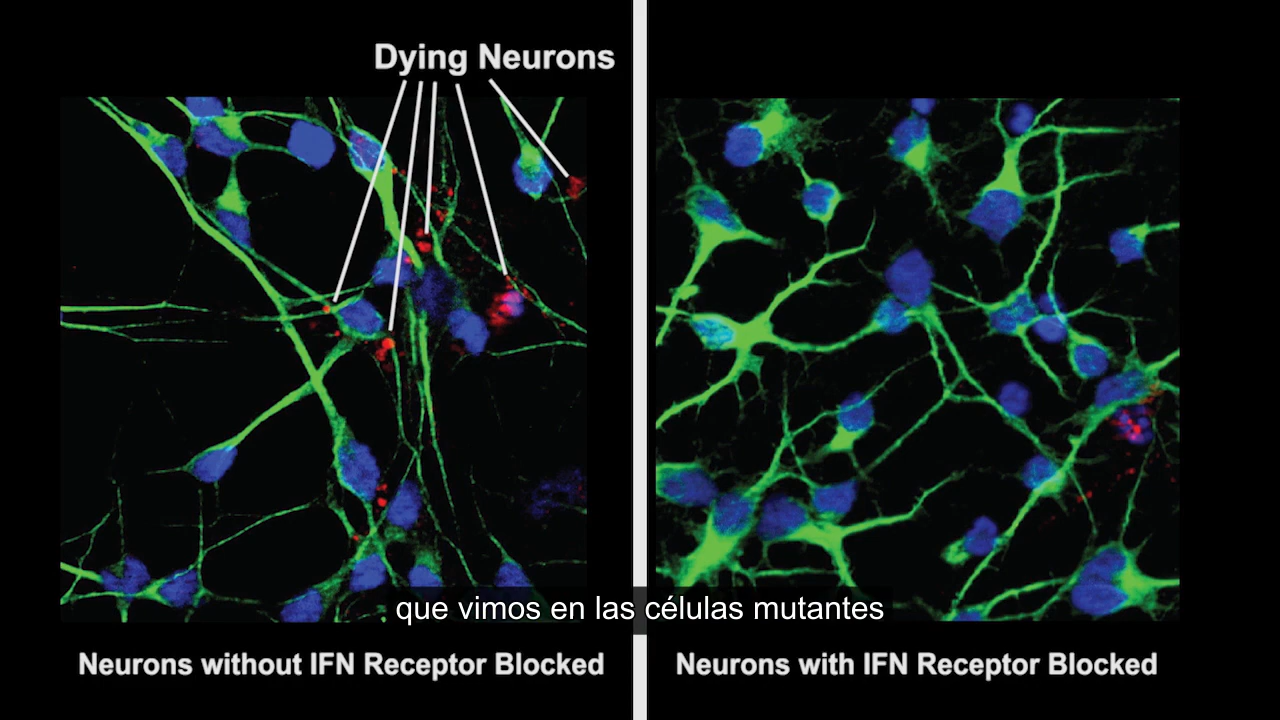 Dying Neurons
que vimos en las células mutantes
Neurons without IFN Receptor Blocked
Neurons with IFN Receptor Blocked